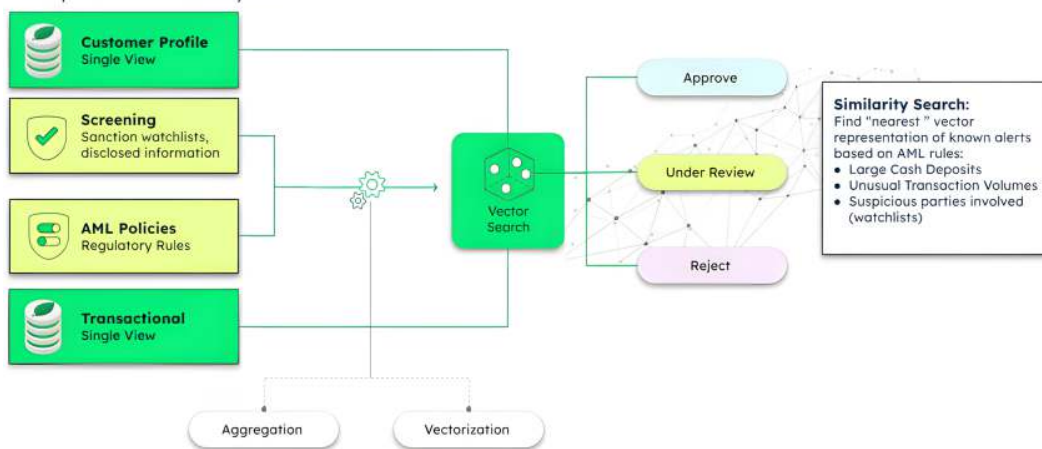 Customer Profile
Single View
Screening
Sanction watchlists,
disclosed information
AML Policies
Regulatory Rules
Transactional
Single View
Aggregation
Vectorization
Vector
Search
Approve
Under Review
Reject
Similarity Search:
Find "nearest" vector
representation of known alerts
based on AML rules:
● Large Cash Deposits
● Unusual Transaction Volumes
● Suspicious parties involved
(watchlists)